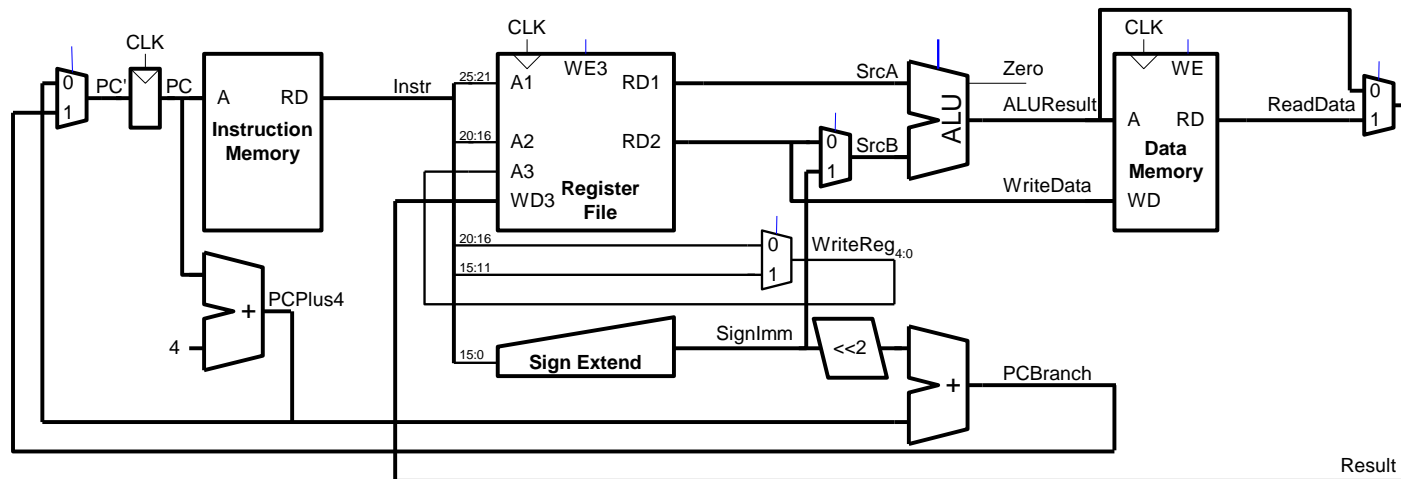 CLK
CLK
CLK
0
1
PC'
PC
A
RD
Instruction
Memory
Instr
25:21
20:16
A1
A2
A3
WD3
WE3
RD1
RD2
Register
File
20:16
15:11
15:0
0
1
WriteReg4:0
0
1
SrcA
SrcB
ALU
Zero
ALUResult
WriteData
WE
A
RD
Data
Memory
WD
ReadData
0
1
4
+
PCPlus4
Sign Extend
SignImm
<<2
+
PCBranch
Result